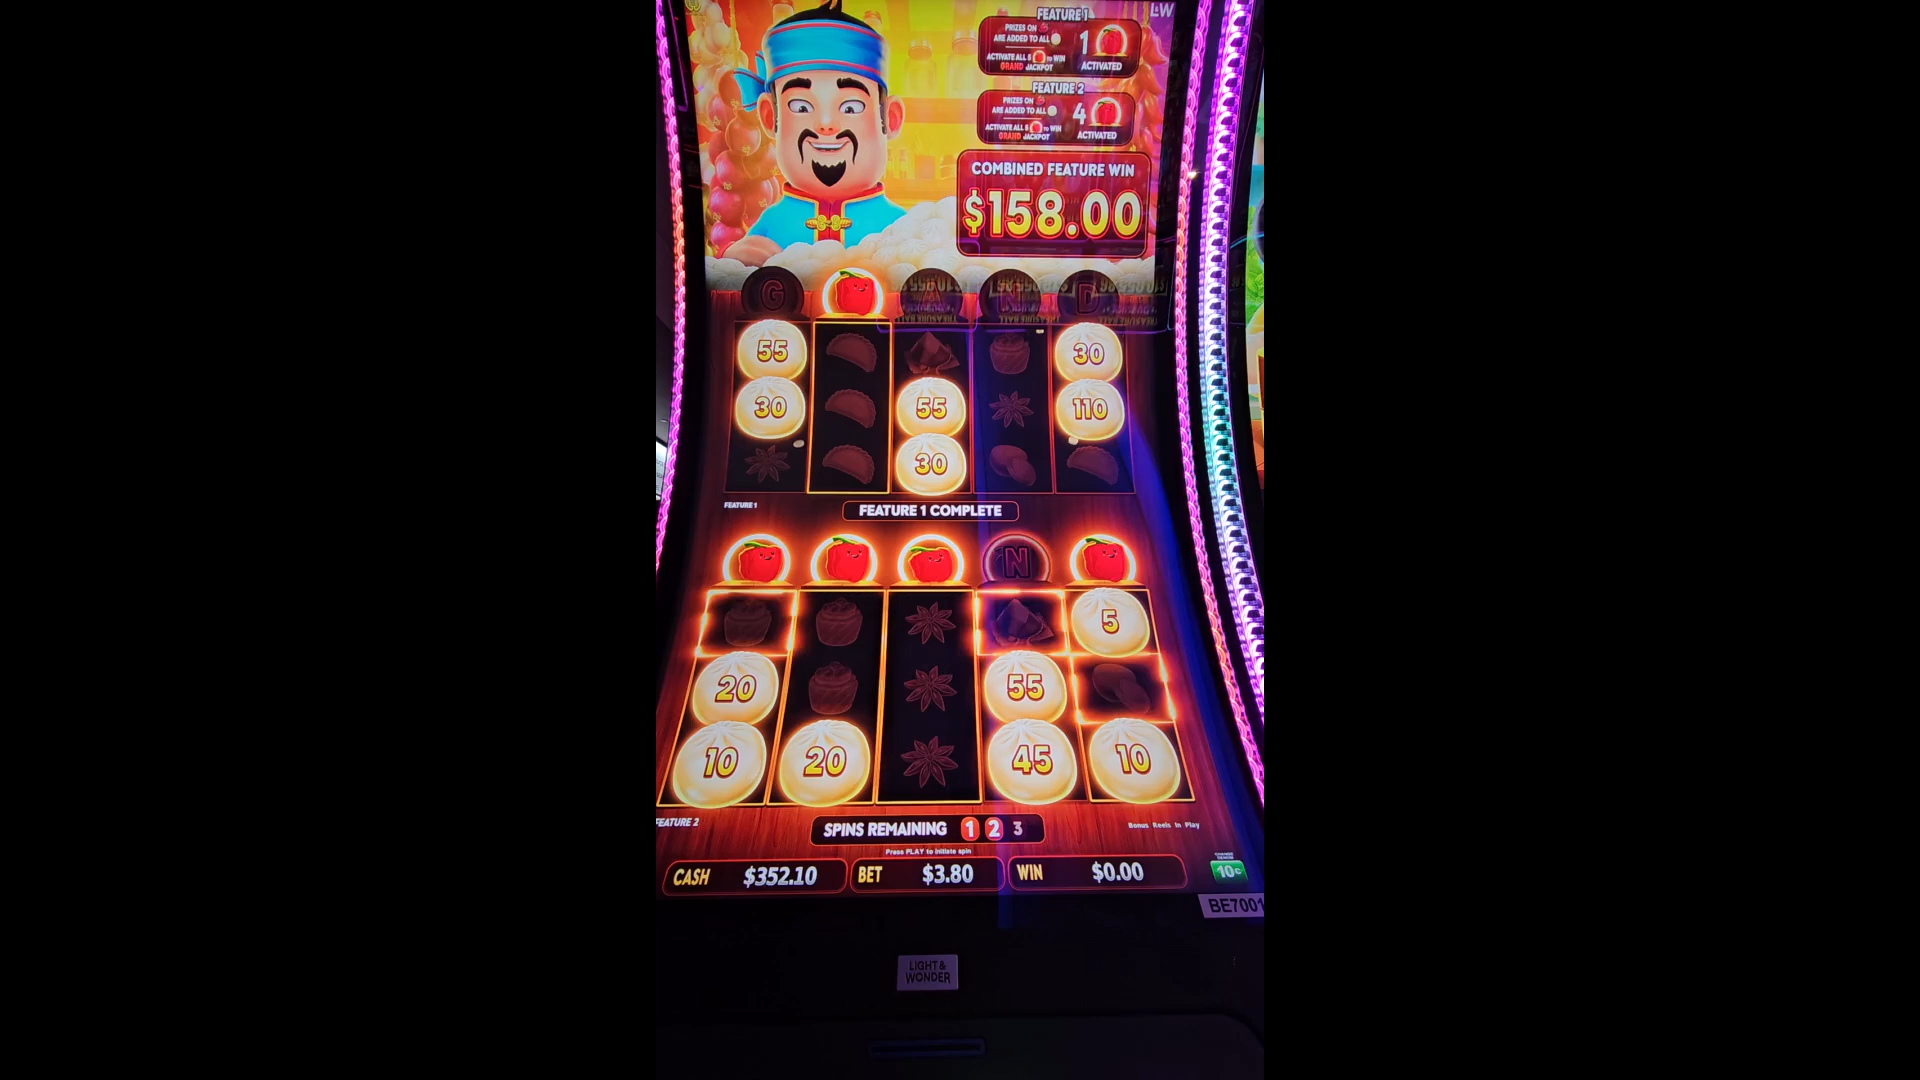 L&W
FEATURE 1
PRIZES ON
ARE ADDED TO ALL
ACTIVATE ALL 5 TO WIN
GRAND JACKPOT
1
ACTIVATED
FEATURE 2
PRIZES ON
ARE ADDED TO ALL
ACTIVATE ALL 5 TO WIN
GRAND JACKPOT
4
ACTIVATED
COMBINED FEATURE WIN
$158.00
G A N D
55 30
30 55 110
30
FEATURE 1
FEATURE 1 COMPLETE
N
5
20 55
10 20 45 10
FEATURE 2
SPINS REMAINING 1 2 3
Bonus Reels In Play
Press PLAY to initiate spin
CASH $352.10 BET $3.80 WIN $0.00
10¢
BE7001
LIGHT &
WONDER